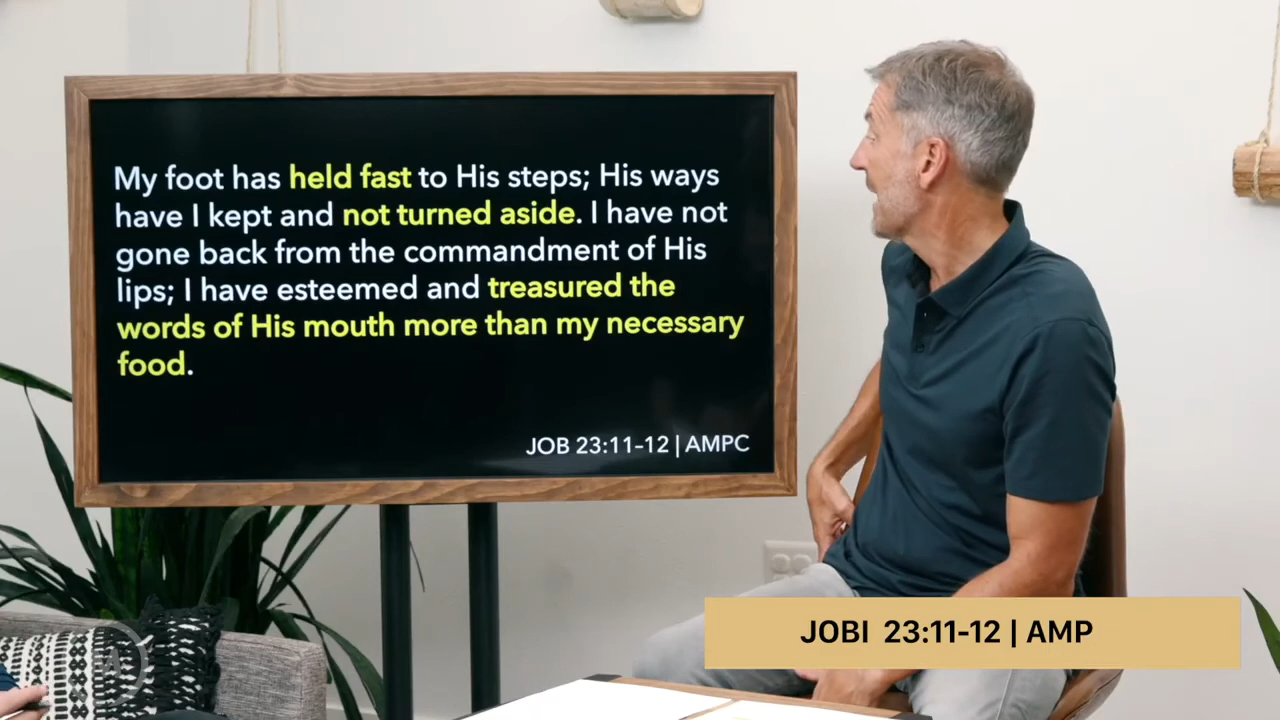 My foot has held fast to His steps; His ways
have I kept and not turned aside. I have not
gone back from the commandment of His
lips; I have esteemed and treasured the
words of His mouth more than my necessary
food.
JOB 23:11-12 | AMPC
JOBI 23:11-12 | AMP